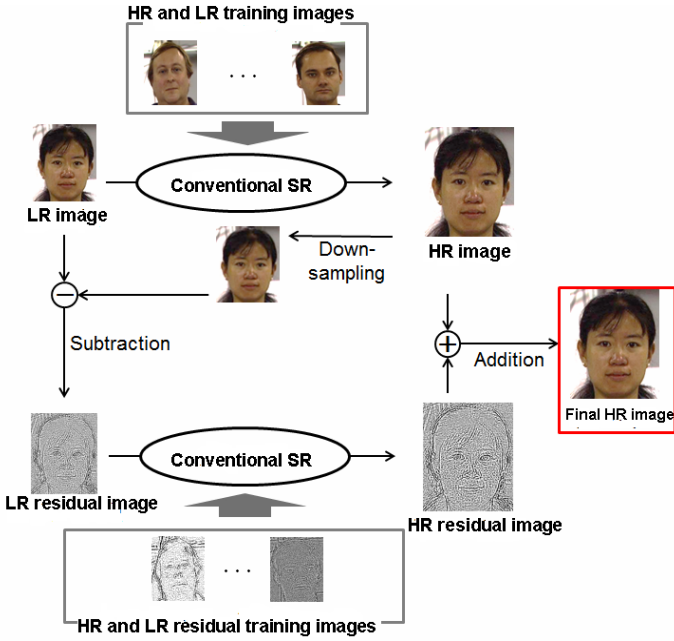 HR and LR training images
. . .
Conventional SR
LR image
HR image
Down-
sampling
Subtraction
Addition
Final HR image
Conventional SR
LR residual image
HR residual image
. . .
HR and LR residual training images